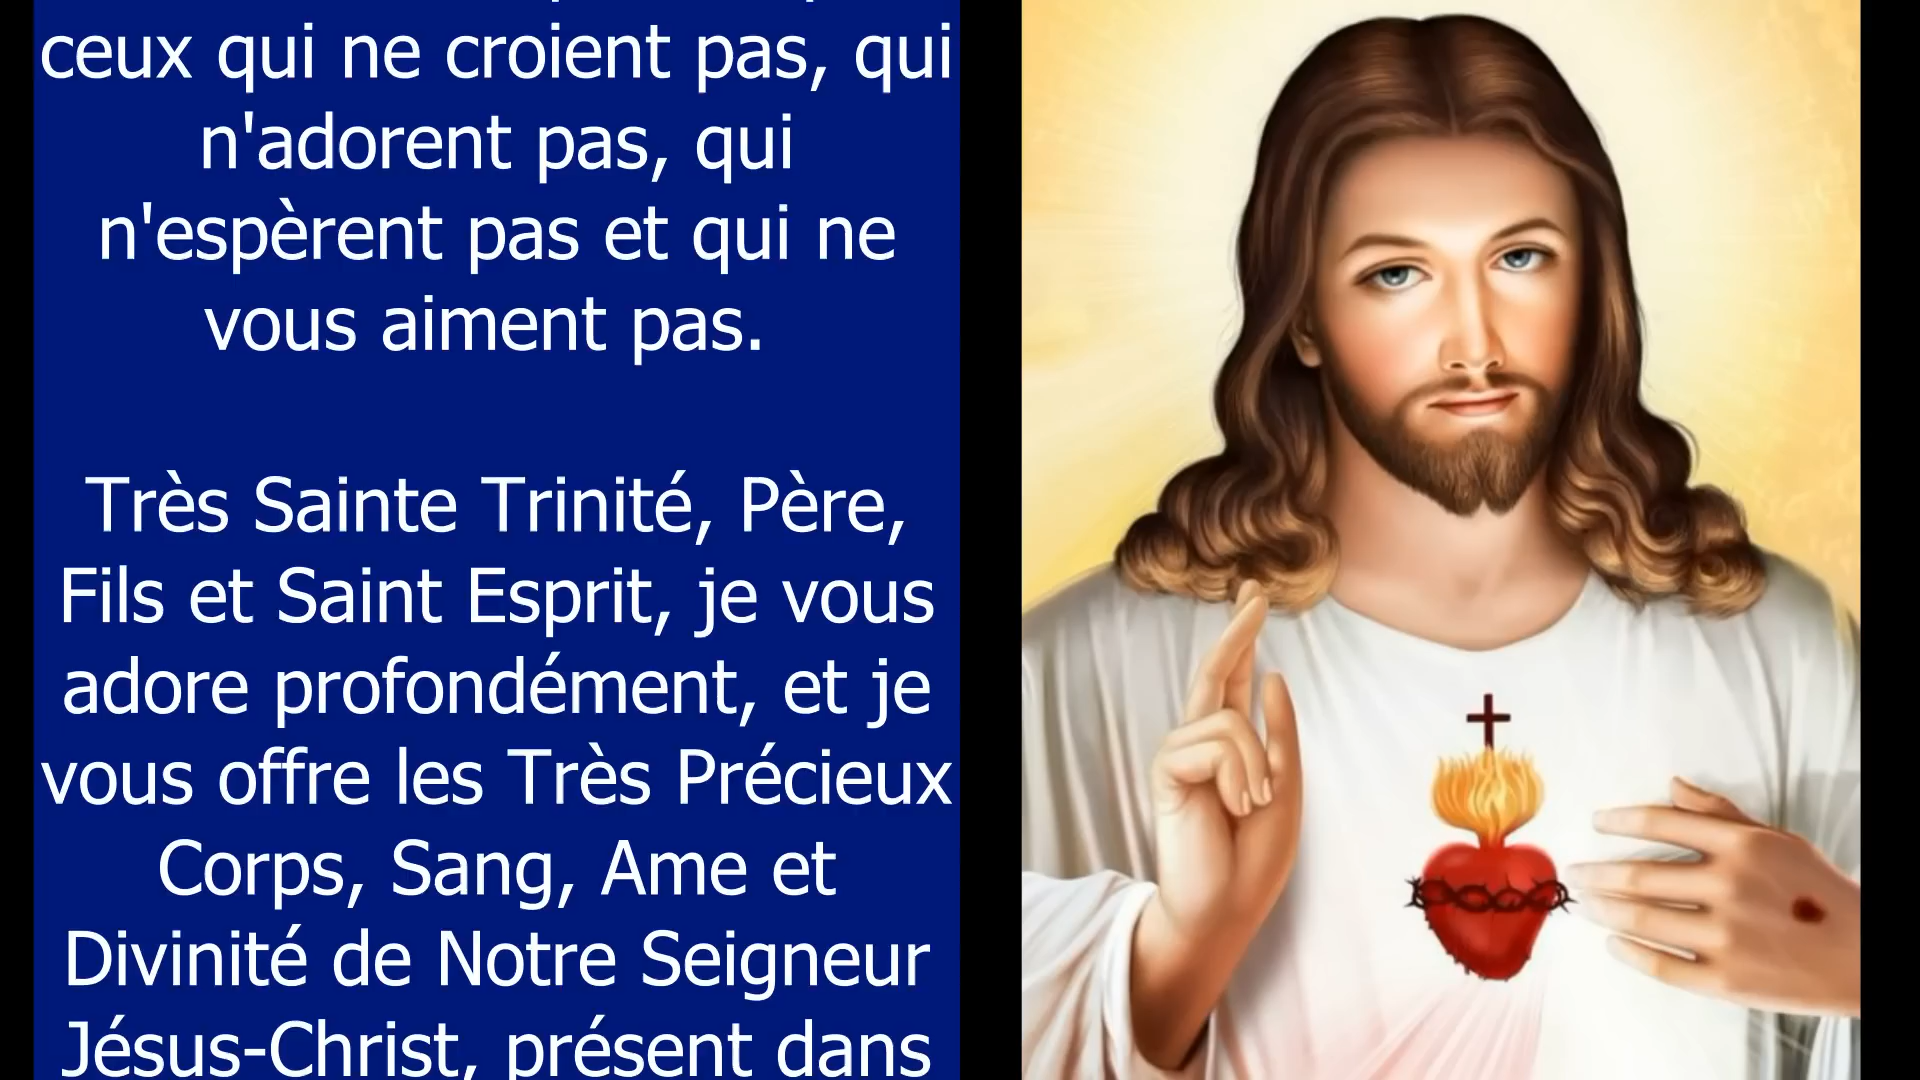 ceux qui ne croient pas, qui
n'adorent pas, qui
n'espèrent pas et qui ne
vous aiment pas.
Très Sainte Trinité, Père,
Fils et Saint Esprit, je vous
adore profondément, et je
vous offre les Très Précieux
Corps, Sang, Ame et
Divinité de Notre Seigneur
Jésus-Christ, présent dans